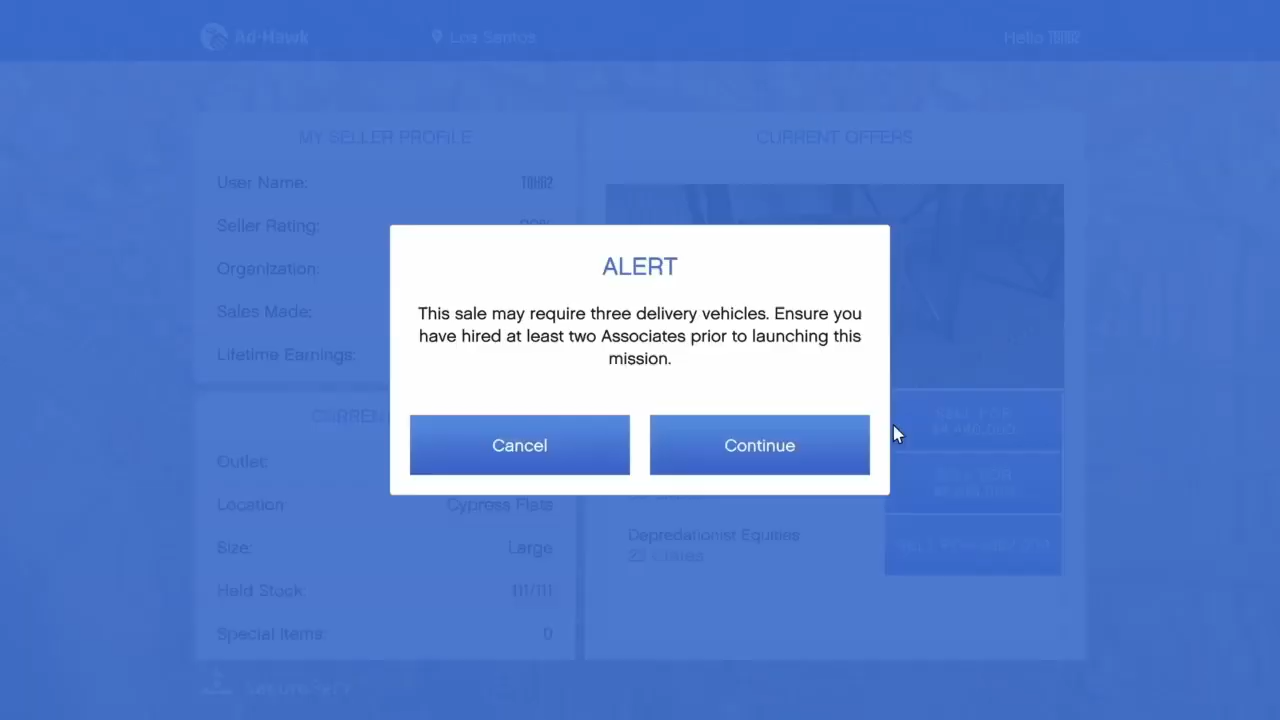 Ad-Hawk
Los Santos
Hello
MY SELLER PROFILE
CURRENT OFFERS
User Name:
Seller Rating:
Organization:
Sales Made:
Lifetime Earnings:
ALERT
This sale may require three delivery vehicles. Ensure you
have hired at least two Associates prior to launching this
mission.
Cancel
Continue
Outlet:
Location
Cypress Flats
Size:
Large
Held Stock:
111/111
Special Items:
0
Depredationist Equities